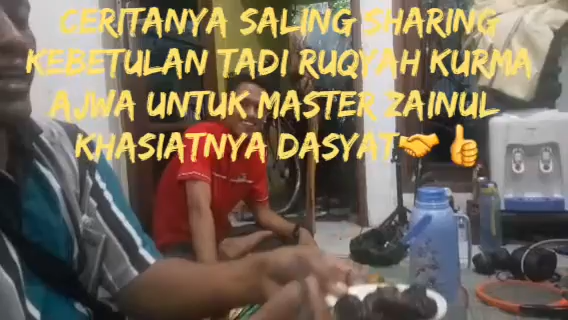 CERITANYA SALING SHARING
KEBETULAN TADI RUQYAH KURMA
AJWA UNTUK MASTER ZAINUL
KHASIATNYA DASYAT🤝👍